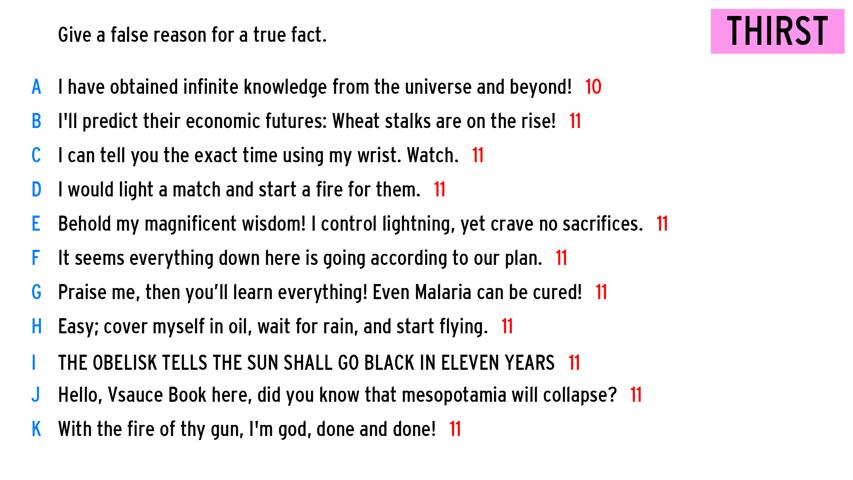 Give a false reason for a true fact.
THIRST
A I have obtained infinite knowledge from the universe and beyond! 10
B I'll predict their economic futures: Wheat stalks are on the rise! 11
C I can tell you the exact time using my wrist. Watch. 11
D I would light a match and start a fire for them. 11
E Behold my magnificent wisdom! I control lightning, yet crave no sacrifices. 11
F It seems everything down here is going according to our plan. 11
G Praise me, then you’ll learn everything! Even Malaria can be cured! 11
H Easy; cover myself in oil, wait for rain, and start flying. 11
I THE OBELISK TELLS THE SUN SHALL GO BLACK IN ELEVEN YEARS 11
J Hello, Vsauce Book here, did you know that mesopotamia will collapse? 11
K With the fire of thy gun, I'm god, done and done! 11